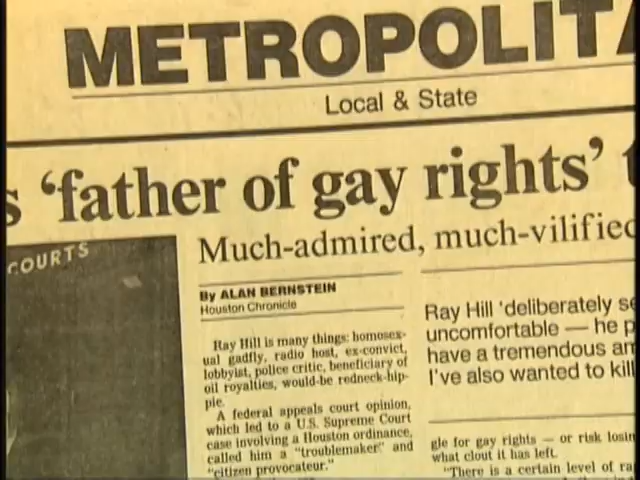 METROPOLITA
Local & State
s 'father of gay rights' t
Much-admired, much-vilified
COURTS
By ALAN BERNSTEIN
Houston Chronicle
Ray Hill is many things: homosex-
ual gadfly, radio host, ex-convict,
lobbyist, police critic, beneficiary of
oil royalties, would-be redneck-hip-
pie.
A federal appeals court opinion,
which led to a U.S. Supreme Court
case involving a Houston ordinance,
called him a "troublemaker" and
"citizen provocateur."
Ray Hill 'deliberately se
uncomfortable — he p
have a tremendous am
I've also wanted to kill
gle for gay rights — or risk losin
what clout it has left.
"There is a certain level of ra